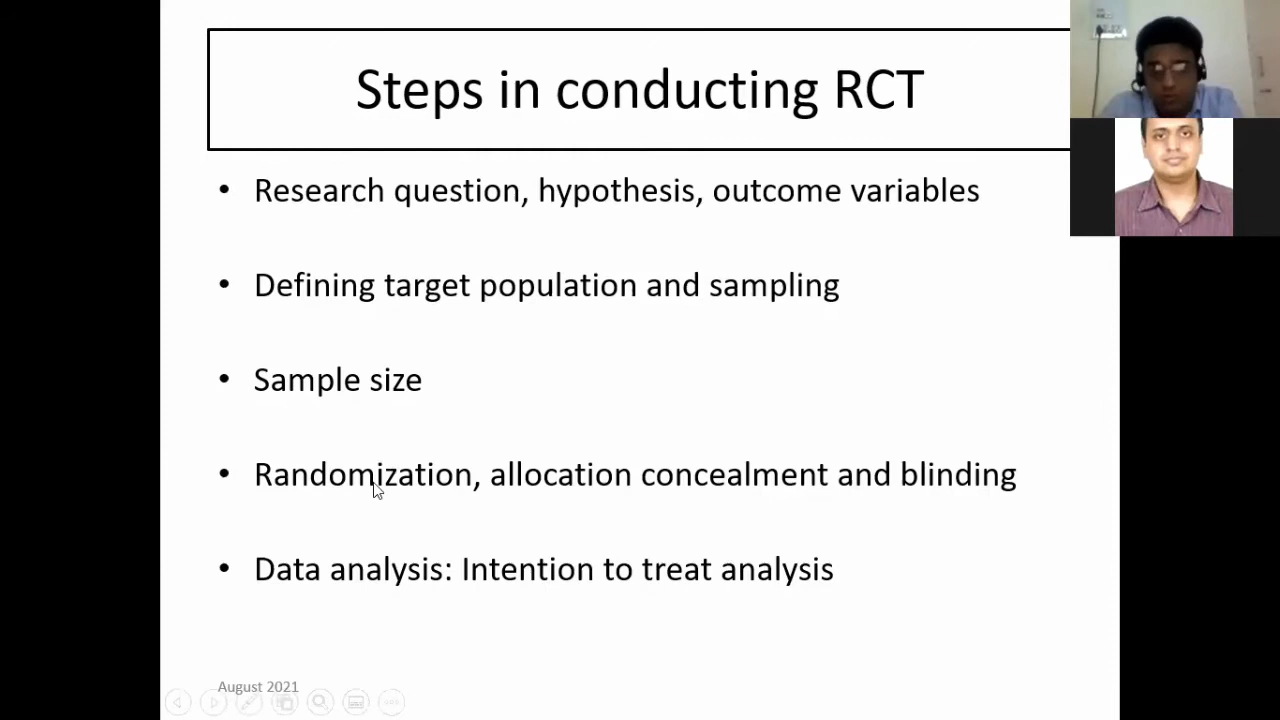 Steps in conducting RCT
• Research question, hypothesis, outcome variables
• Defining target population and sampling
• Sample size
• Randomization, allocation concealment and blinding
• Data analysis: Intention to treat analysis
August 2021